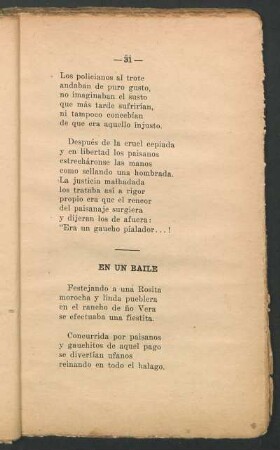 — 31 —
Los policianos al trote
andaban de puro gusto,
no imaginaban el susto
que más tarde sufrirían,
ni tampoco concebían
de que era aquello injusto.
Después de la cruel cepiada
y en libertad los paisanos
estrecháronse las manos
como sellando una hombrada.
La justicia malhadada
los trataba así a rigor
propio era que el rencor
del paisanaje surgiera
y dijeran los de afuera:
"Era un gaucho pialador...!
EN UN BAILE
Festejando a una Rosita
morocha y linda pueblera
en el rancho de ño Vera
se efectuaba una fiestita.
Concurrida por paisanos
y gauchitos de aquel pago
se divertían ufanos
reinando en todo el halago.